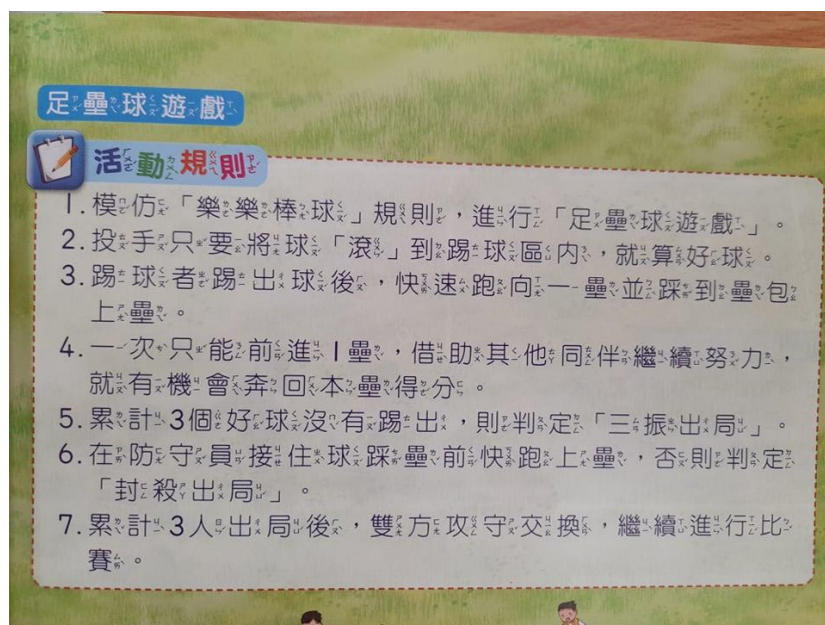 足壘球遊戲
活動規則
1.模仿「樂樂棒球」規則，進行「足壘球遊戲」。
2.投手只要將球「滾」到踢球區內，就算好球。
3.踢球者踢出球後，快速跑向一壘並踩到壘包
上壘。
4.一次只能前進1壘，借助其他同伴繼續努力，
就有機會奔回本壘得分。
5.累計3個好球沒有踢出，則判定「三振出局」。
6.在防守員接住球踩壘前快跑上壘，否則判定
「封殺出局」。
7.累計3人出局後，雙方攻守交換，繼續進行比
賽。